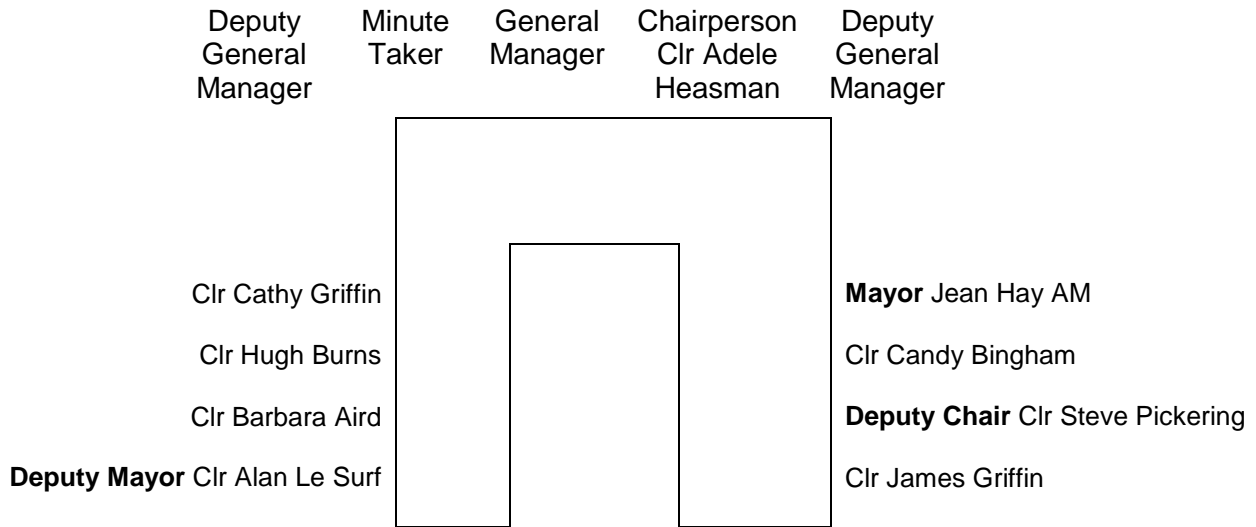 Deputy General Manager
Minute Taker
General Manager
Chairperson Clr Adele Heasman
Deputy General Manager
Clr Cathy Griffin
Mayor Jean Hay AM
Clr Hugh Burns
Clr Candy Bingham
Clr Barbara Aird
Deputy Chair Clr Steve Pickering
Deputy Mayor Clr Alan Le Surf
Clr James Griffin